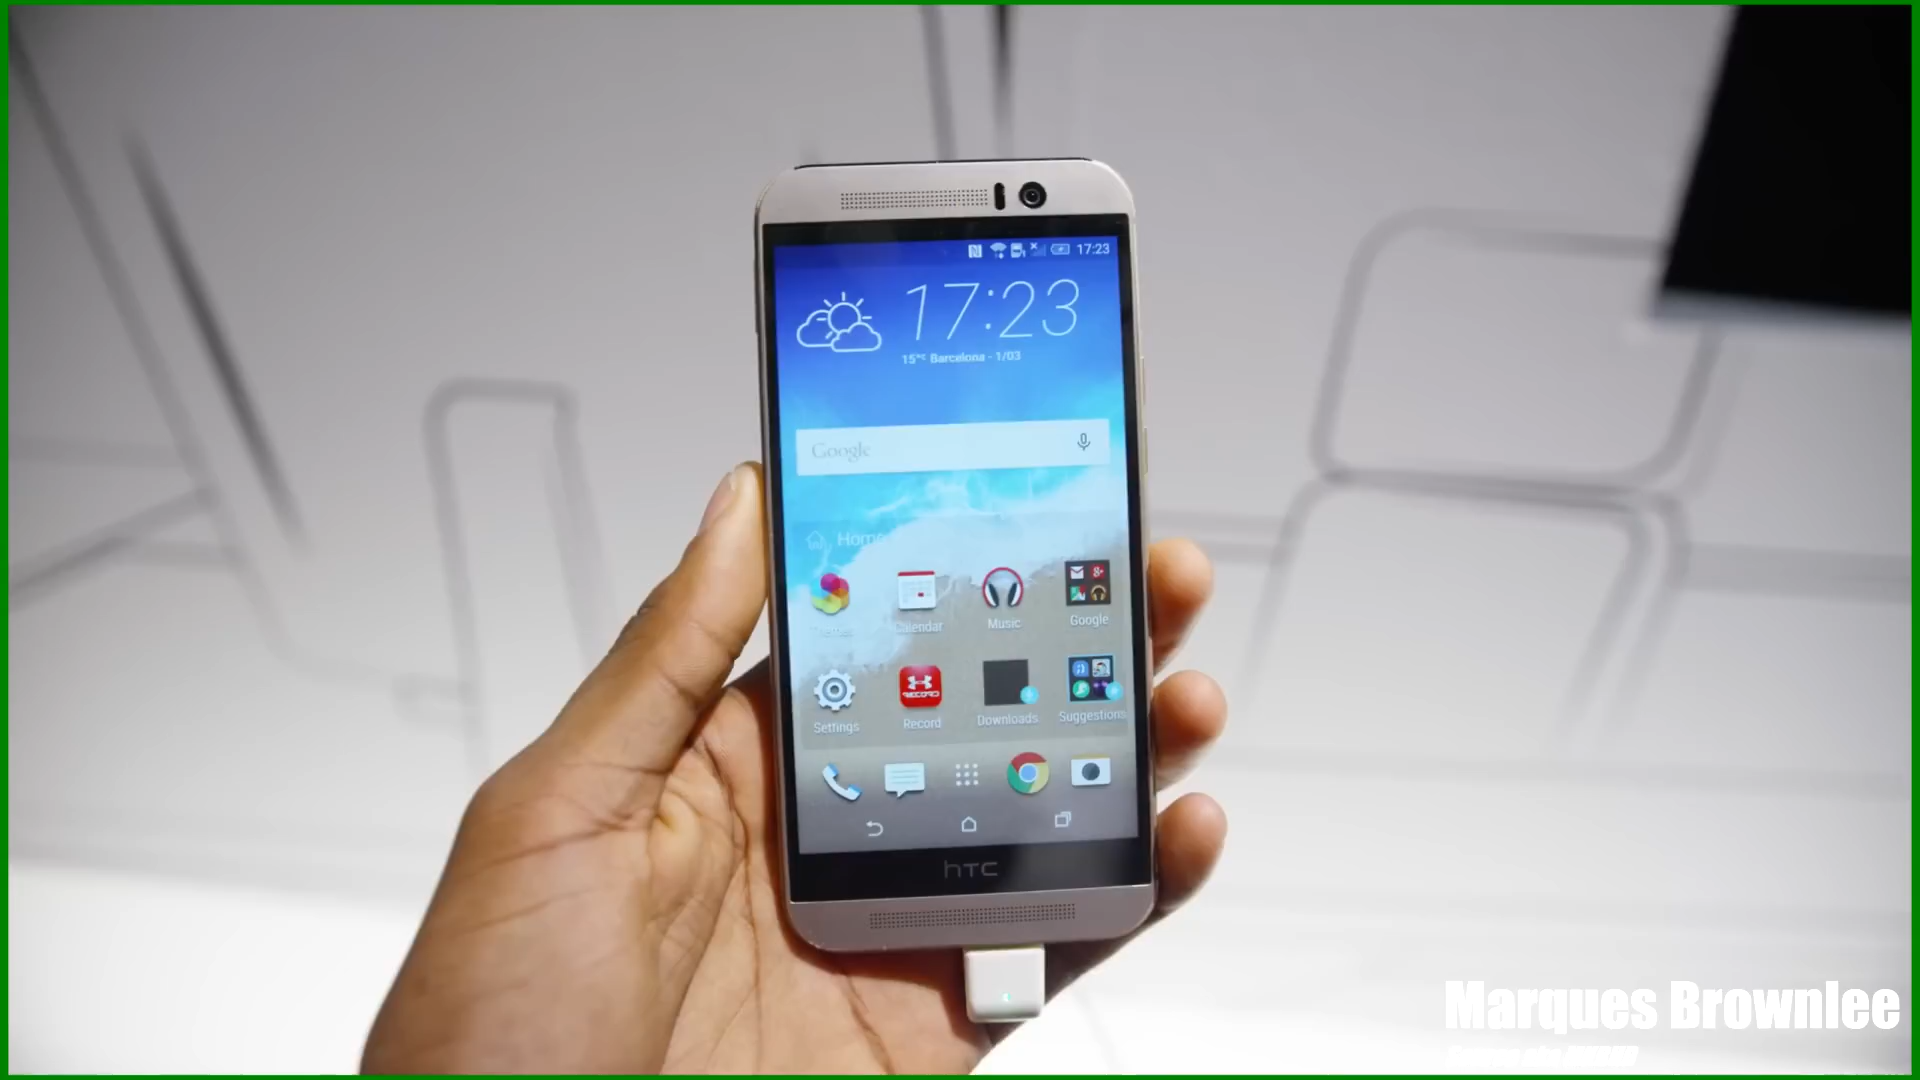 17:23
17:23
15°C Barcelona - 1/03
Google
Home
Themes Calendar Music Google
Settings Record Downloads Suggestions
hTC
Marques Brownlee